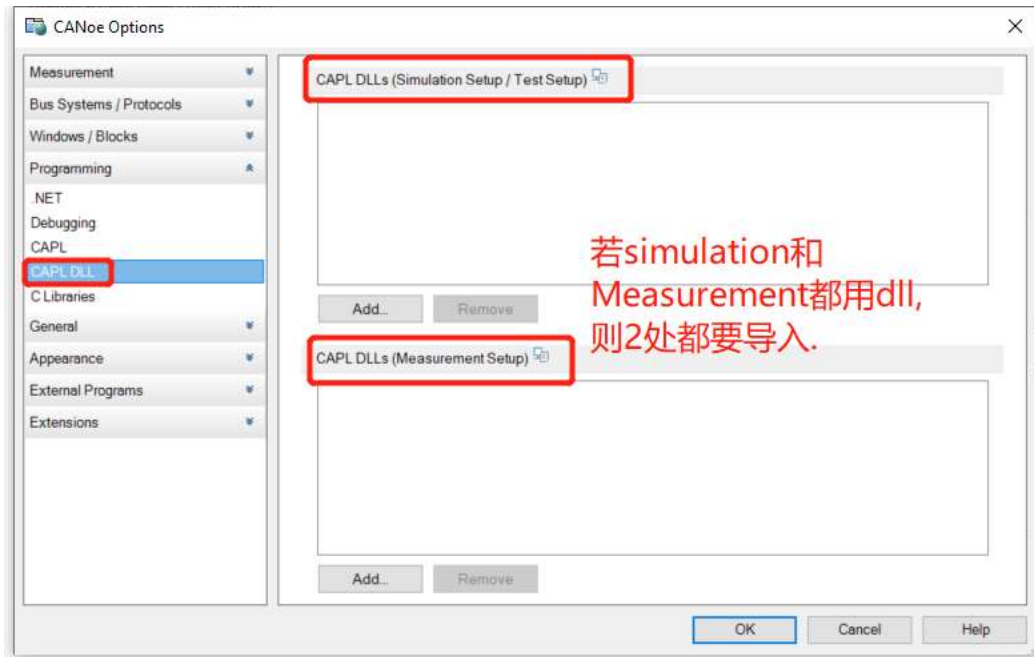 CANoe Options
Measurement
Bus Systems / Protocols
Windows / Blocks
Programming
.NET
Debugging
CAPL
CAPL DLL
C Libraries
General
Appearance
External Programs
Extensions
CAPL DLLs (Simulation Setup / Test Setup)
若simulation和
Measurement都用dll,
则2处都要导入.
Add...
Remove
CAPL DLLs (Measurement Setup)
Add...
Remove
OK
Cancel
Help